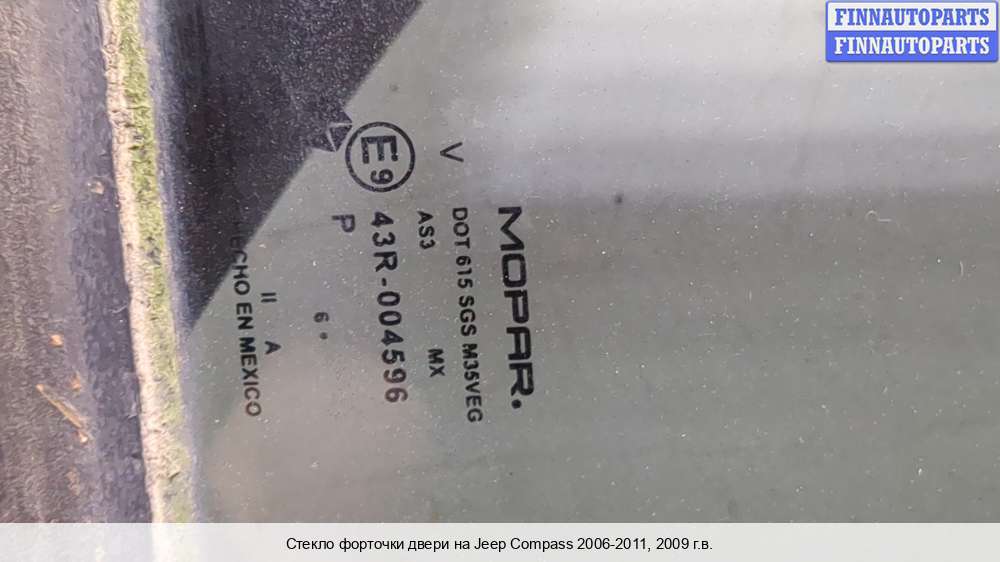 FINNAUTOPARTS
FINNAUTOPARTS
MOPAR.
DOT 615 SGS M35VEG
V AS3 MX
E9 43R-004596
P
6 •
II A
HO EN MEXICO
Стекло форточки двери на Jeep Compass 2006-2011, 2009 г.в.